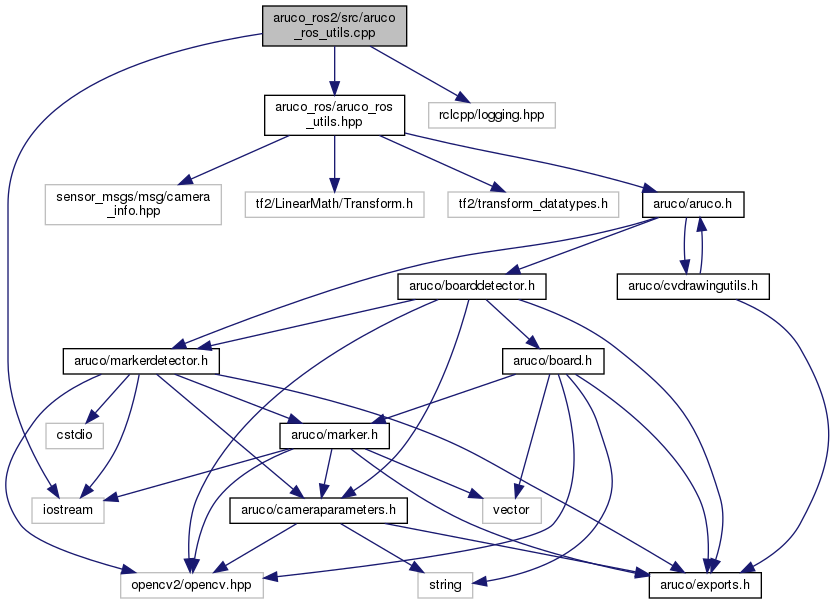 aruco_ros2/src/aruco
_ros_utils.cpp
aruco_ros/aruco_ros
_utils.hpp
rclcpp/logging.hpp
sensor_msgs/msg/camera
_info.hpp
tf2/LinearMath/Transform.h
tf2/transform_datatypes.h
aruco/aruco.h
aruco/boarddetector.h
aruco/cvdrawingutils.h
aruco/markerdetector.h
aruco/board.h
cstdio
aruco/marker.h
iostream
aruco/cameraparameters.h
vector
opencv2/opencv.hpp
string
aruco/exports.h